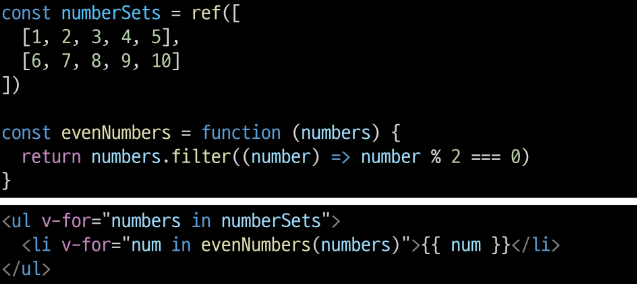 const numberSets = ref([
  [1, 2, 3, 4, 5],
  [6, 7, 8, 9, 10]
])

const evenNumbers = function (numbers) {
  return numbers.filter((number) => number % 2 === 0)
}
<ul v-for="numbers in numberSets">
  <li v-for="num in evenNumbers(numbers)">{{ num }}</li>
</ul>